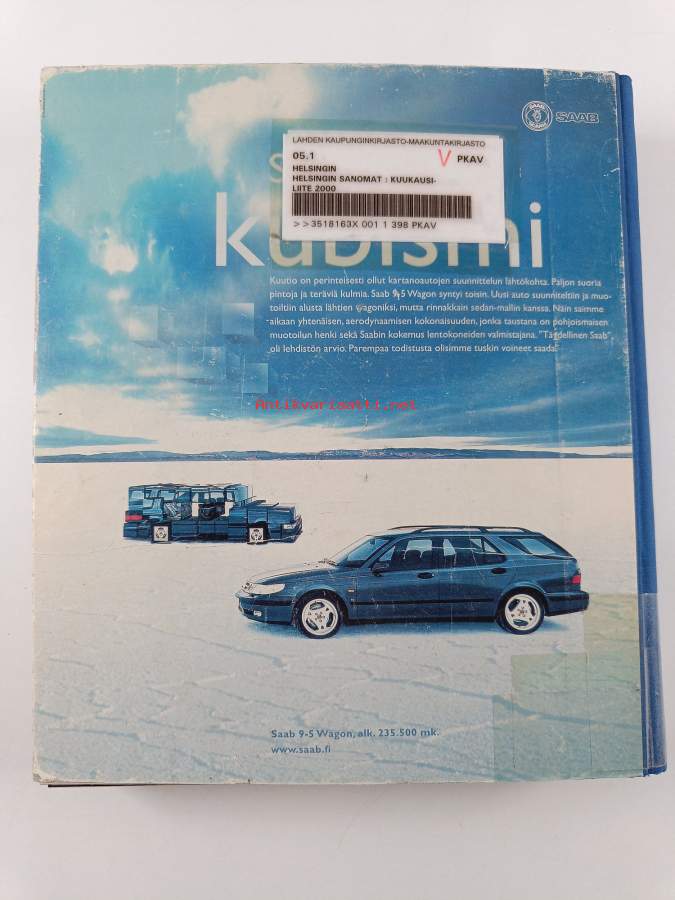 SAAB
SCANIA
SAAB
LAHDEN KAUPUNGINKIRJASTO-MAAKUNTAKIRJASTO
05.1 V PKAV
HELSINGIN
HELSINGIN SANOMAT : KUUKAUSI-
LIITE 2000
>>3518163X 001 1 398 PKAV
kubismi
Kuutio on perinteisesti ollut kartanoautojen suunnittelun lähtökohta. Paljon suoria
pintoja ja teräviä kulmia. Saab 9-5 Wagon syntyi toisin. Uusi auto suunniteltiin ja muo-
toiltiin alusta lähtien wagoniksi, mutta rinnakkain sedan-mallin kanssa. Näin saimme
aikaan yhtenäisen, aerodynaamisen kokonaisuuden, jonka taustana on pohjoismaisen
muotoilun henki sekä Saabin kokemus lentokoneiden valmistajana. "Täydellinen Saab"
oli lehdistön arvio. Parempaa todistusta olisimme tuskin voineet saada.
Antikvariaatti.net
Saab 9-5 Wagon, alk. 235.500 mk.
www.saab.fi